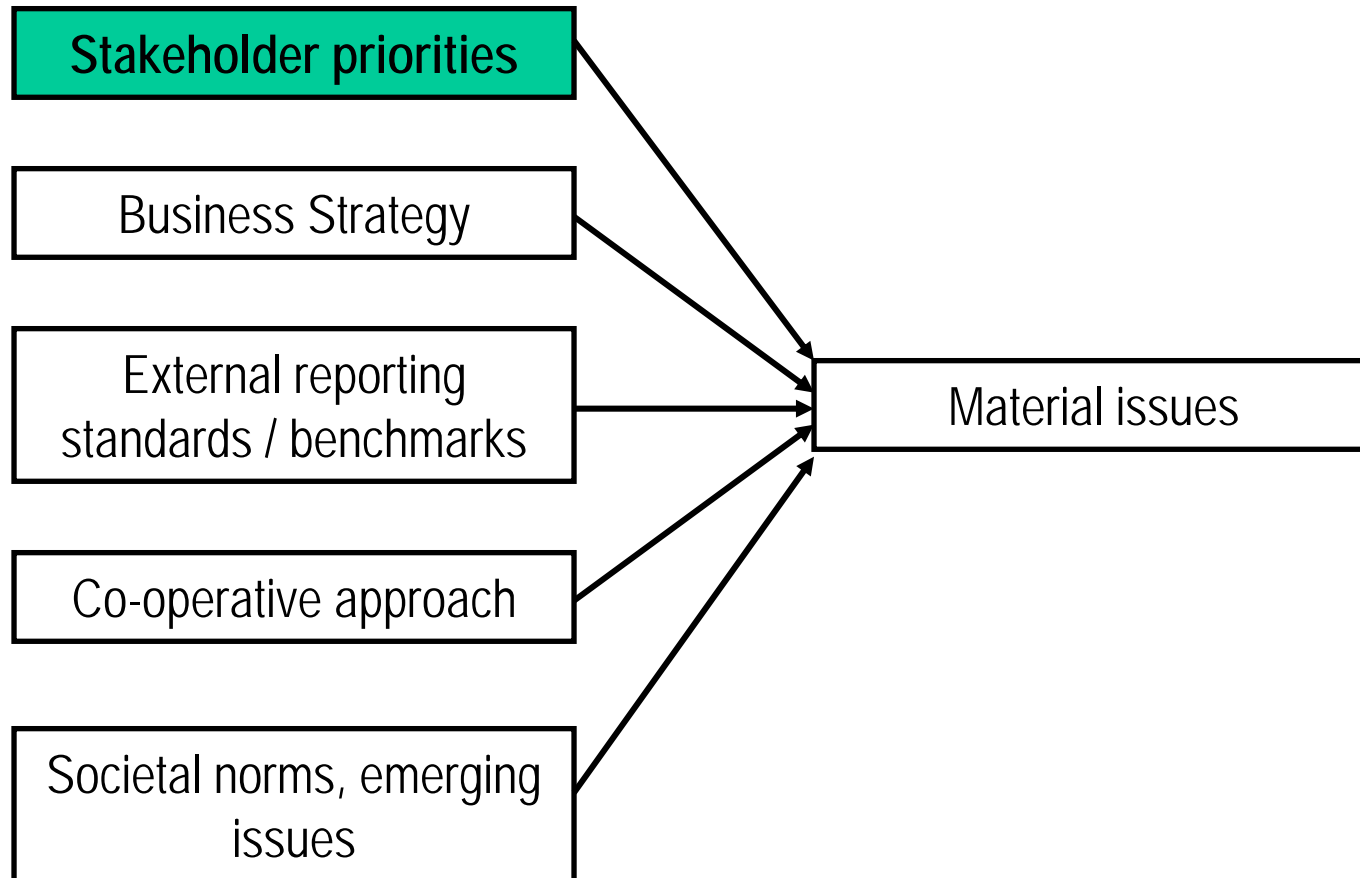 Stakeholder priorities
Business Strategy
External reporting
standards / benchmarks
Material issues
Co-operative approach
Societal norms, emerging
issues